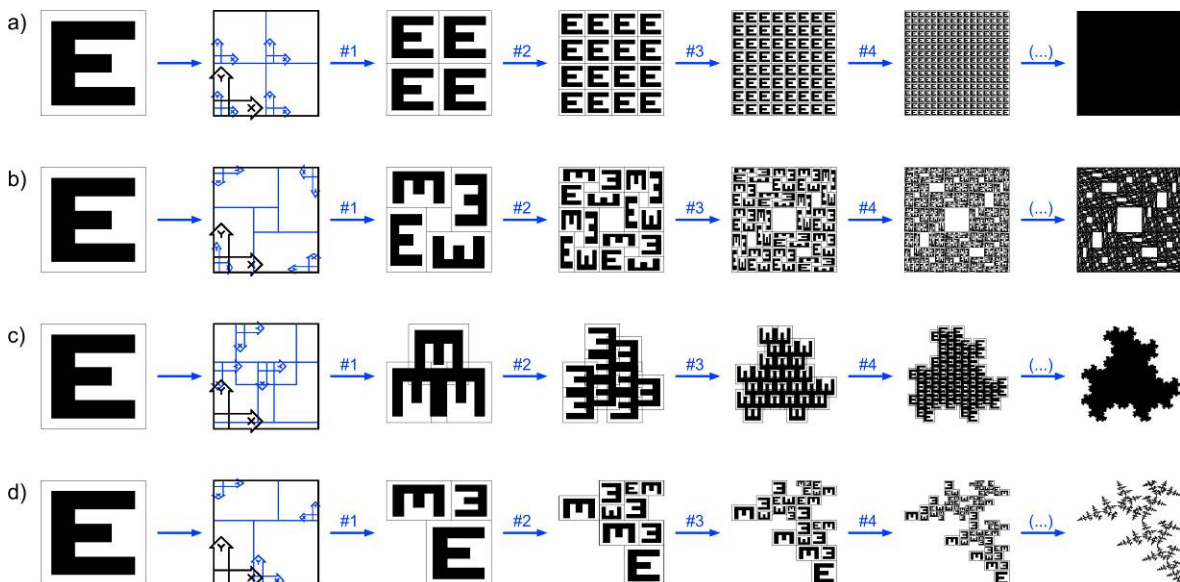 a) E #1 #2 #3 #4 (...)
Y
X
b) E #1 #2 #3 #4 (...)
Y
X
c) E #1 #2 #3 #4 (...)
Y
X
d) E #1 #2 #3 #4 (...)
Y
X